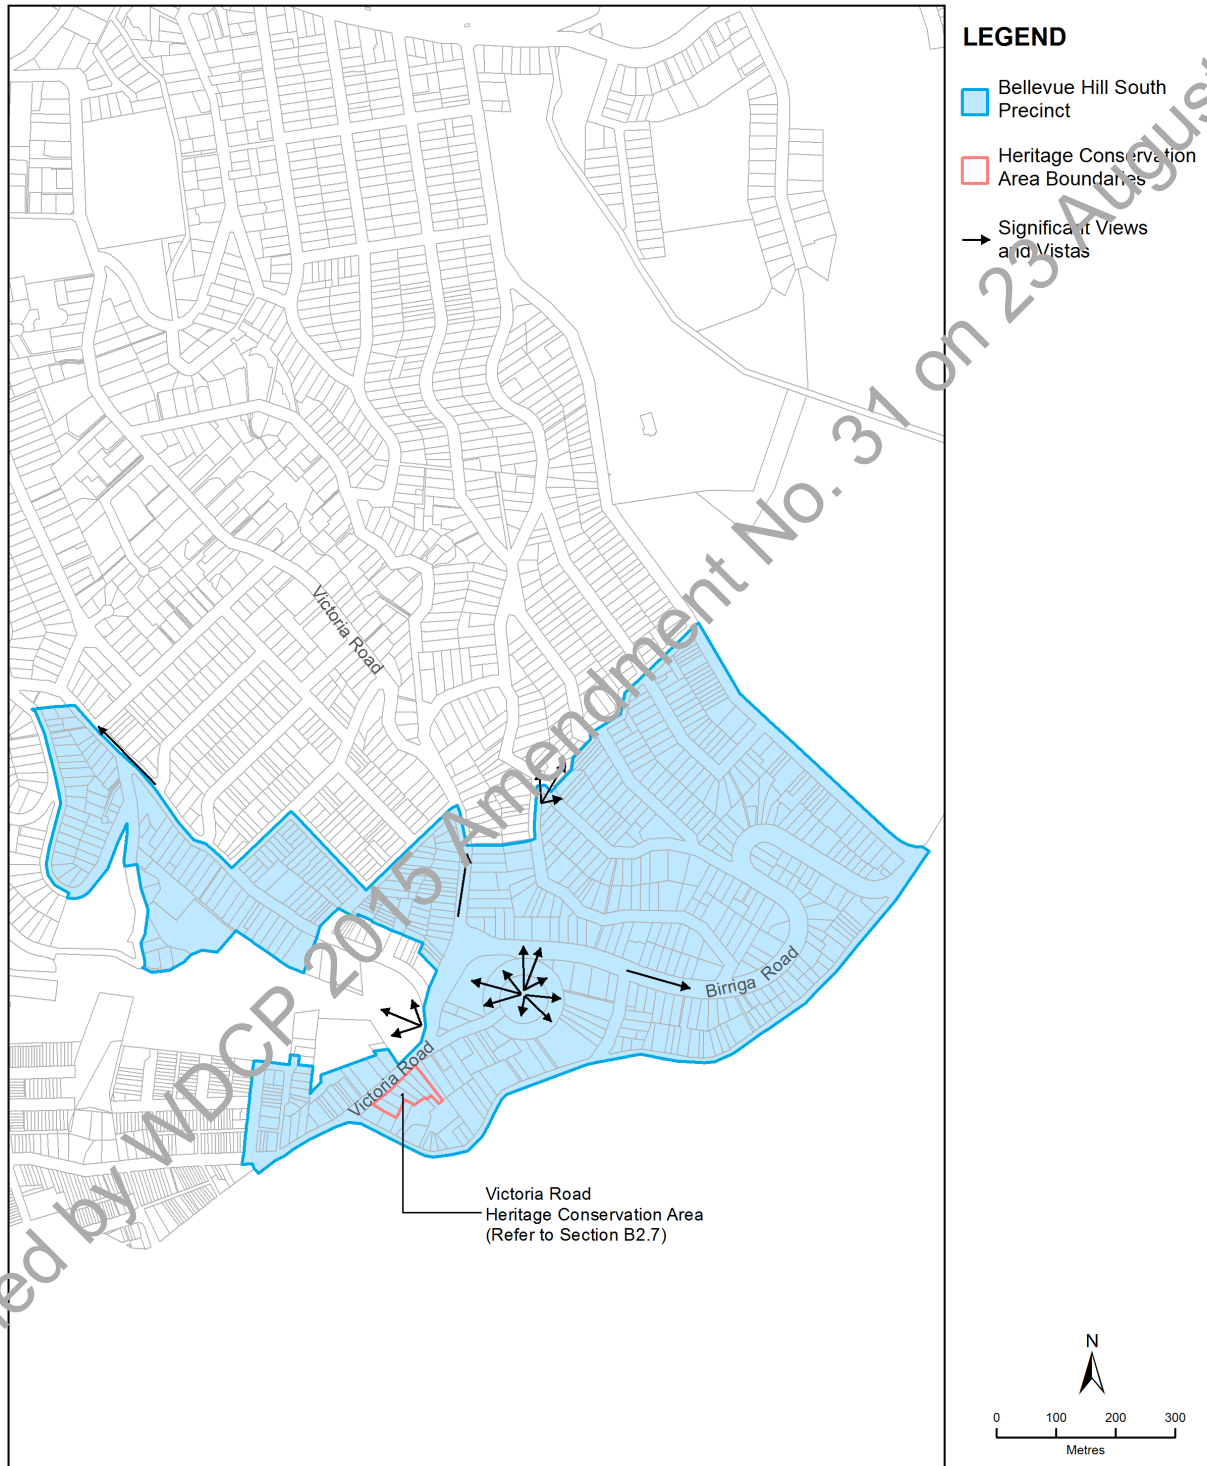 LEGEND
Bellevue Hill South
Precinct
Heritage Conservation
Area Boundaries
Significant Views
and Vistas
Victoria Road
Birriga Road
Victoria Road
Victoria Road
Heritage Conservation Area
(Refer to Section B2.7)
by WDCP 2015 Amendment No. 31 on 23 August
N
0 100 200 300
Metres